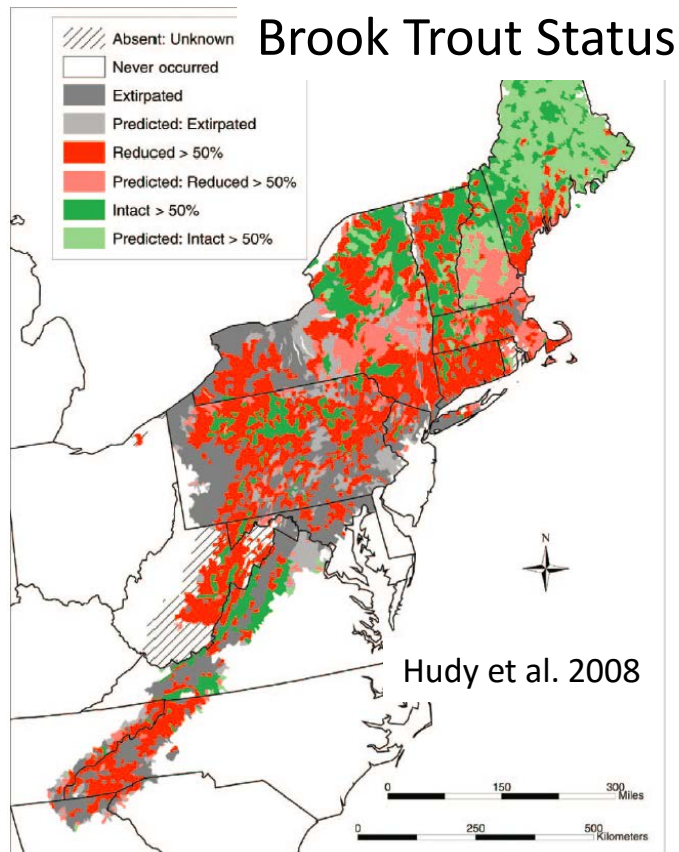 Brook Trout Status
Absent: Unknown
Never occurred
Extirpated
Predicted: Extirpated
Reduced > 50%
Predicted: Reduced > 50%
Intact > 50%
Predicted: Intact > 50%
N
Hudy et al. 2008
0 150 300
Miles
0 250 500
Kilometers